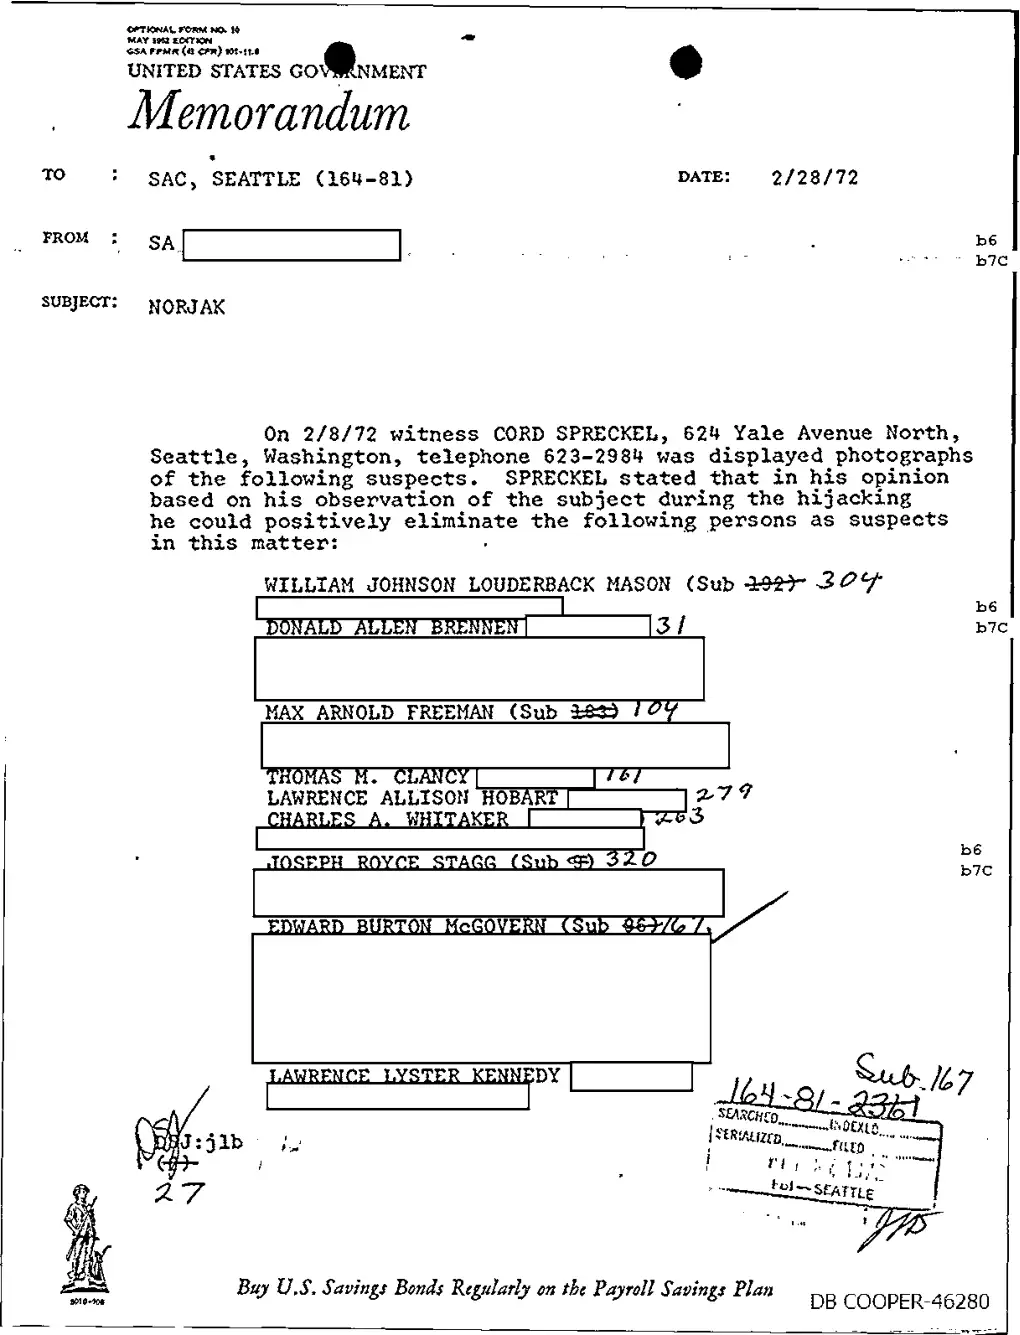 OPTIONAL FORM NO. 10
MAY 1962 EDITION
GSA FPMR (41 CFR) 101-11.6
UNITED STATES GOVERNMENT
Memorandum
TO : SAC, SEATTLE (164-81) DATE: 2/28/72
FROM : SA b6
b7C
SUBJECT: NORJAK
On 2/8/72 witness CORD SPRECKEL, 624 Yale Avenue North,
Seattle, Washington, telephone 623-2984 was displayed photographs
of the following suspects. SPRECKEL stated that in his opinion
based on his observation of the subject during the hijacking
he could positively eliminate the following persons as suspects
in this matter:
WILLIAM JOHNSON LOUDERBACK MASON (Sub 192) 304
b6
DONALD ALLEN BRENNEN 31 b7C
MAX ARNOLD FREEMAN (Sub 183) 104
THOMAS M. CLANCY 161
LAWRENCE ALLISON HOBART 279
CHARLES A. WHITAKER 263
b6
JOSEPH ROYCE STAGG (Sub ) 320
b7C
EDWARD BURTON McGOVERN (Sub 86) 167
LAWRENCE LYSTER KENNEDY
Sub. 167
164-81-2361
SEARCHED INDEXED
SERIALIZED FILED
FBI-SEATTLE
J:jlb
27
5010-108
Buy U.S. Savings Bonds Regularly on the Payroll Savings Plan
DB COOPER-46280